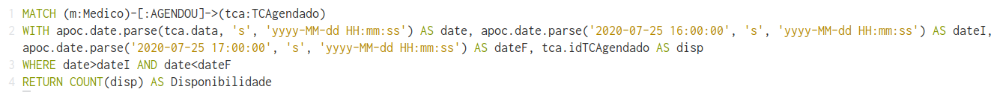 1 MATCH (m:Medico)-[:AGENDOU]->(tca:TCAgendado)
2 WITH apoc.date.parse(tca.data, 's', 'yyyy-MM-dd HH:mm:ss') AS date, apoc.date.parse('2020-07-25 16:00:00', 's', 'yyyy-MM-dd HH:mm:ss') AS dateI,
apoc.date.parse('2020-07-25 17:00:00', 's', 'yyyy-MM-dd HH:mm:ss') AS dateF, tca.idTCAgendado AS disp
3 WHERE date>dateI AND date<dateF
4 RETURN COUNT(disp) AS Disponibilidade